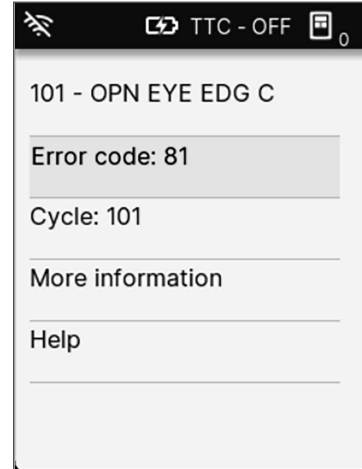 TTC - OFF 0
101 - OPN EYE EDG C
Error code: 81
Cycle: 101
More information
Help